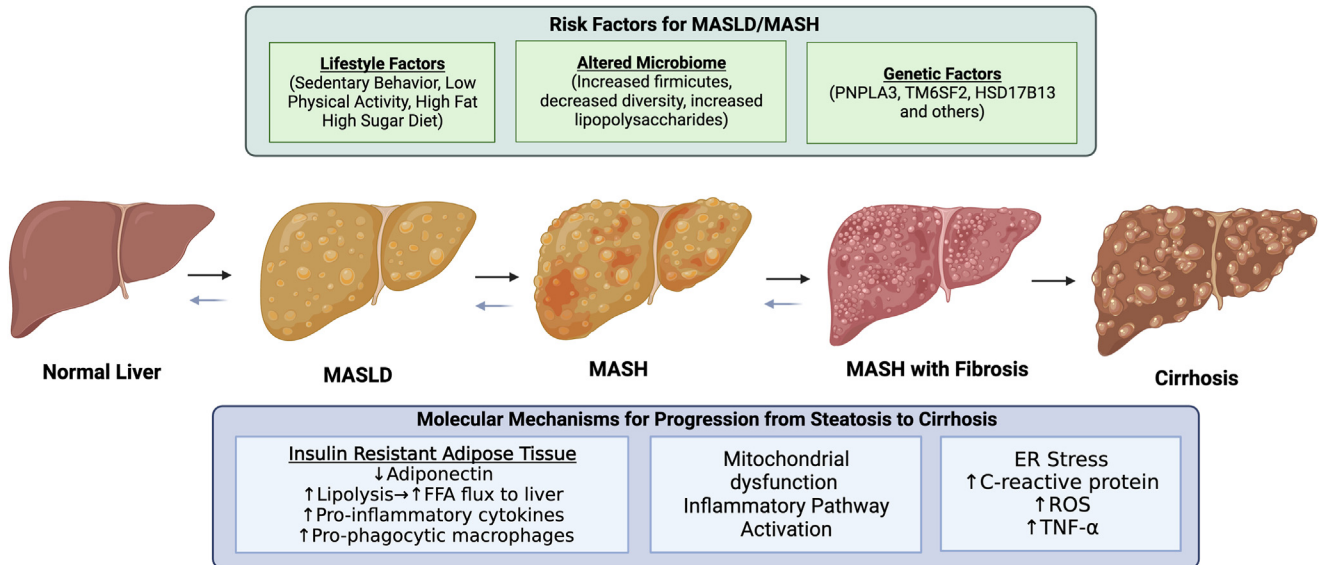 Risk Factors for MASLD/MASH
Lifestyle Factors
(Sedentary Behavior, Low
Physical Activity, High Fat
High Sugar Diet)
Altered Microbiome
(Increased firmicutes,
decreased diversity, increased
lipopolysaccharides)
Genetic Factors
(PNPLA3, TM6SF2, HSD17B13
and others)
Normal Liver
MASLD
MASH
MASH with Fibrosis
Cirrhosis
Molecular Mechanisms for Progression from Steatosis to Cirrhosis
Insulin Resistant Adipose Tissue
↓Adiponectin
↑Lipolysis→↑FFA flux to liver
↑Pro-inflammatory cytokines
↑Pro-phagocytic macrophages
Mitochondrial
dysfunction
Inflammatory Pathway
Activation
ER Stress
↑C-reactive protein
↑ROS
↑TNF-α